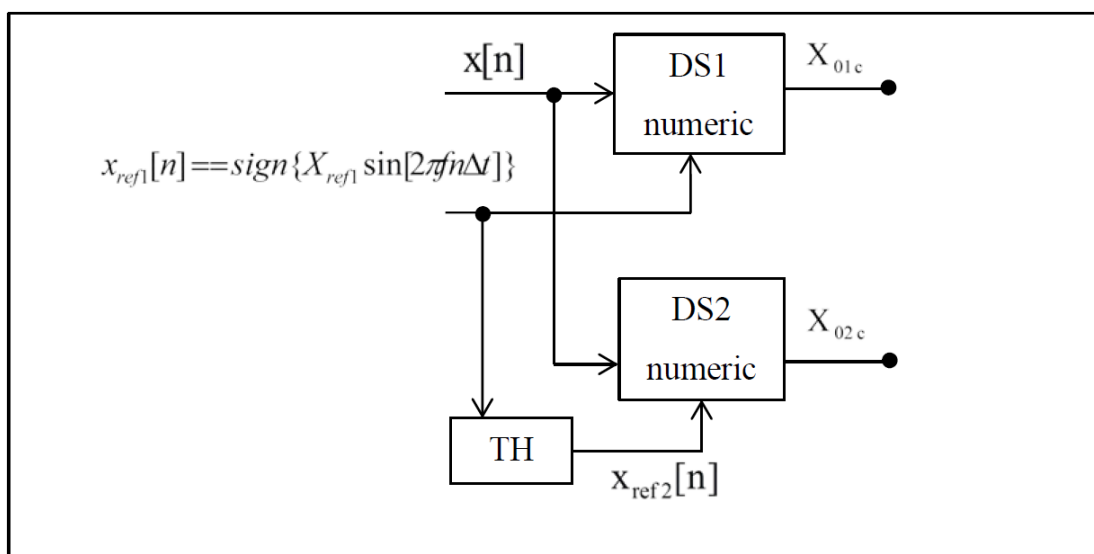 x[n]
DS1
numeric
X01c
xref1[n]==sign{Xref1 sin[2πfnΔt]}
DS2
numeric
X02c
TH
xref2[n]